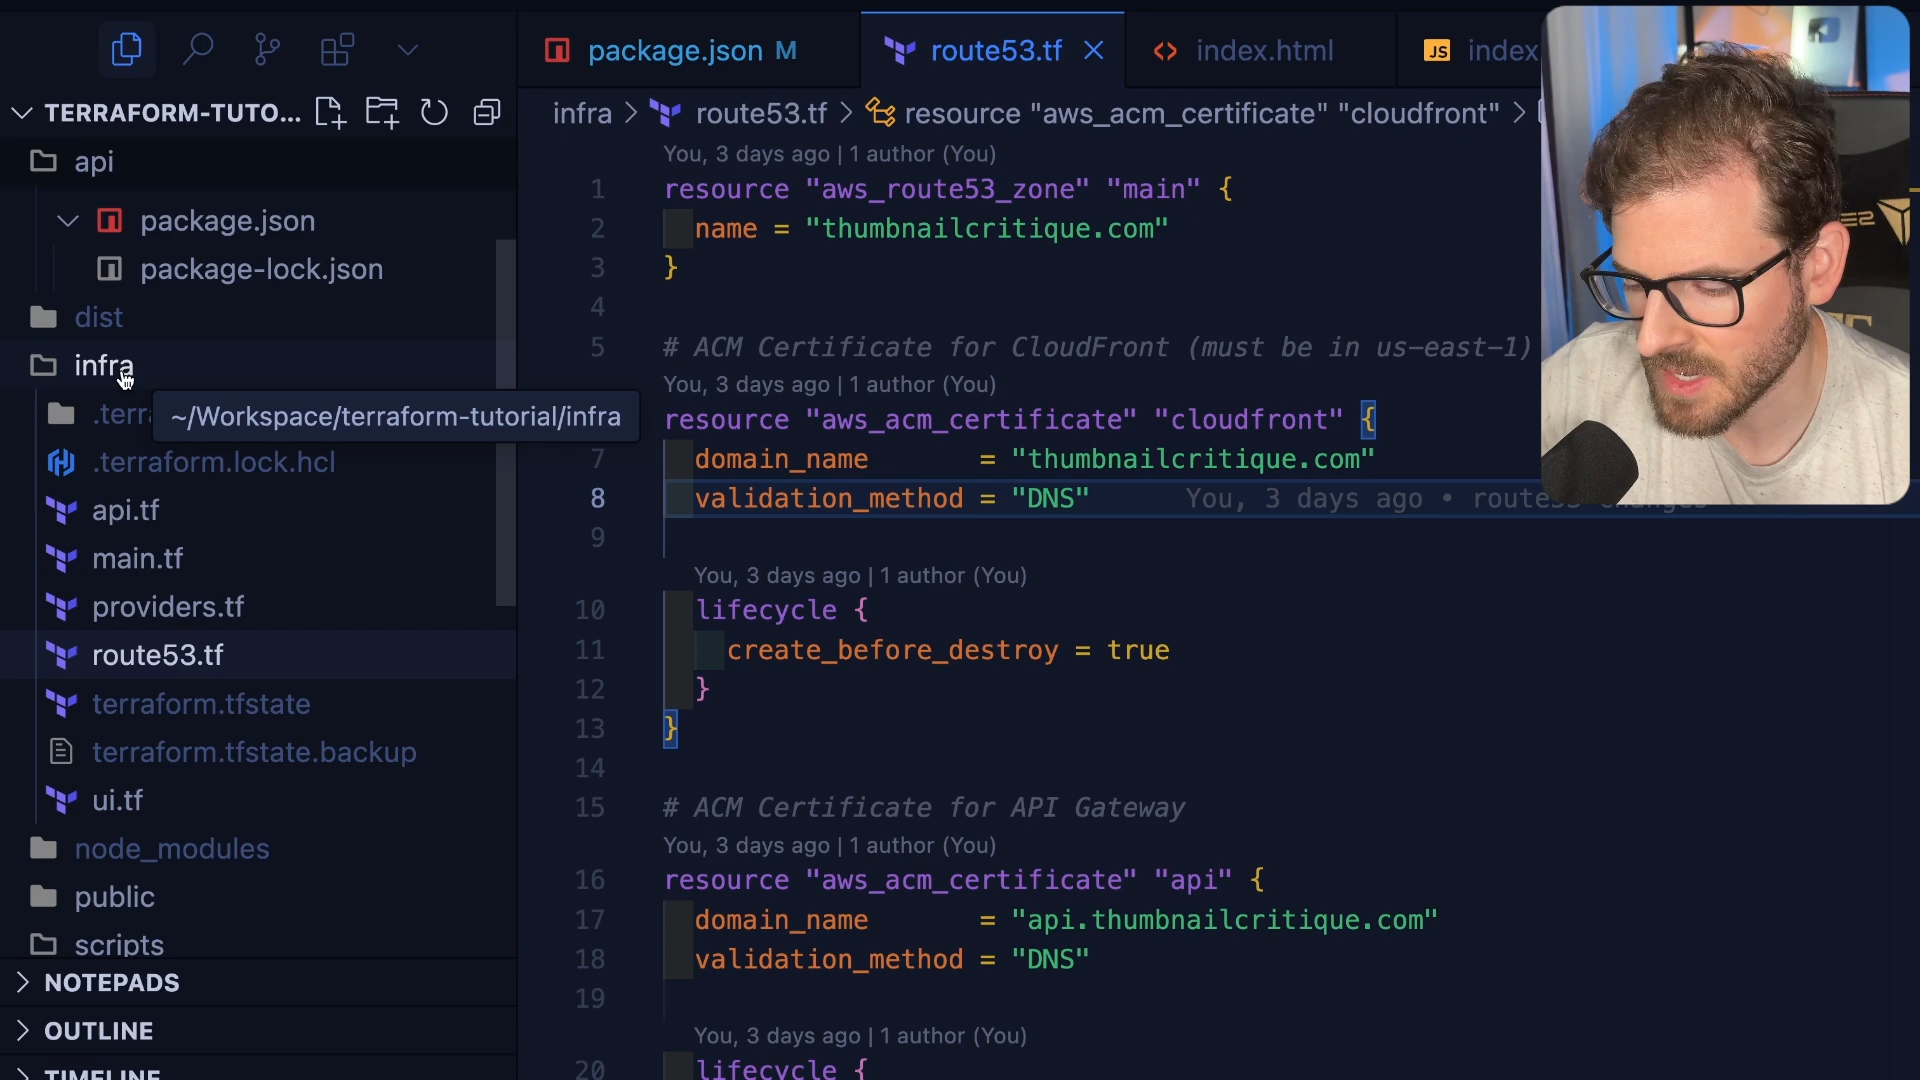 package.json M
route53.tf
index.html
JS index
TERRAFORM-TUTO...
infra > route53.tf > resource "aws_acm_certificate" "cloudfront" >
api
package.json
package-lock.json
dist
infra
.terra
~/Workspace/terraform-tutorial/infra
.terraform.lock.hcl
api.tf
main.tf
providers.tf
route53.tf
terraform.tfstate
terraform.tfstate.backup
ui.tf
node_modules
public
scripts
NOTEPADS
OUTLINE
TIMELINE
You, 3 days ago | 1 author (You)
1 resource "aws_route53_zone" "main" {
2 name = "thumbnailcritique.com"
3 }
4
5 # ACM Certificate for CloudFront (must be in us-east-1)
You, 3 days ago | 1 author (You)
resource "aws_acm_certificate" "cloudfront" {
7 domain_name = "thumbnailcritique.com"
8 validation_method = "DNS" You, 3 days ago • route53 changes
9
You, 3 days ago | 1 author (You)
10 lifecycle {
11 create_before_destroy = true
12 }
13 }
14
15 # ACM Certificate for API Gateway
You, 3 days ago | 1 author (You)
16 resource "aws_acm_certificate" "api" {
17 domain_name = "api.thumbnailcritique.com"
18 validation_method = "DNS"
19
You, 3 days ago | 1 author (You)
20 lifecycle {